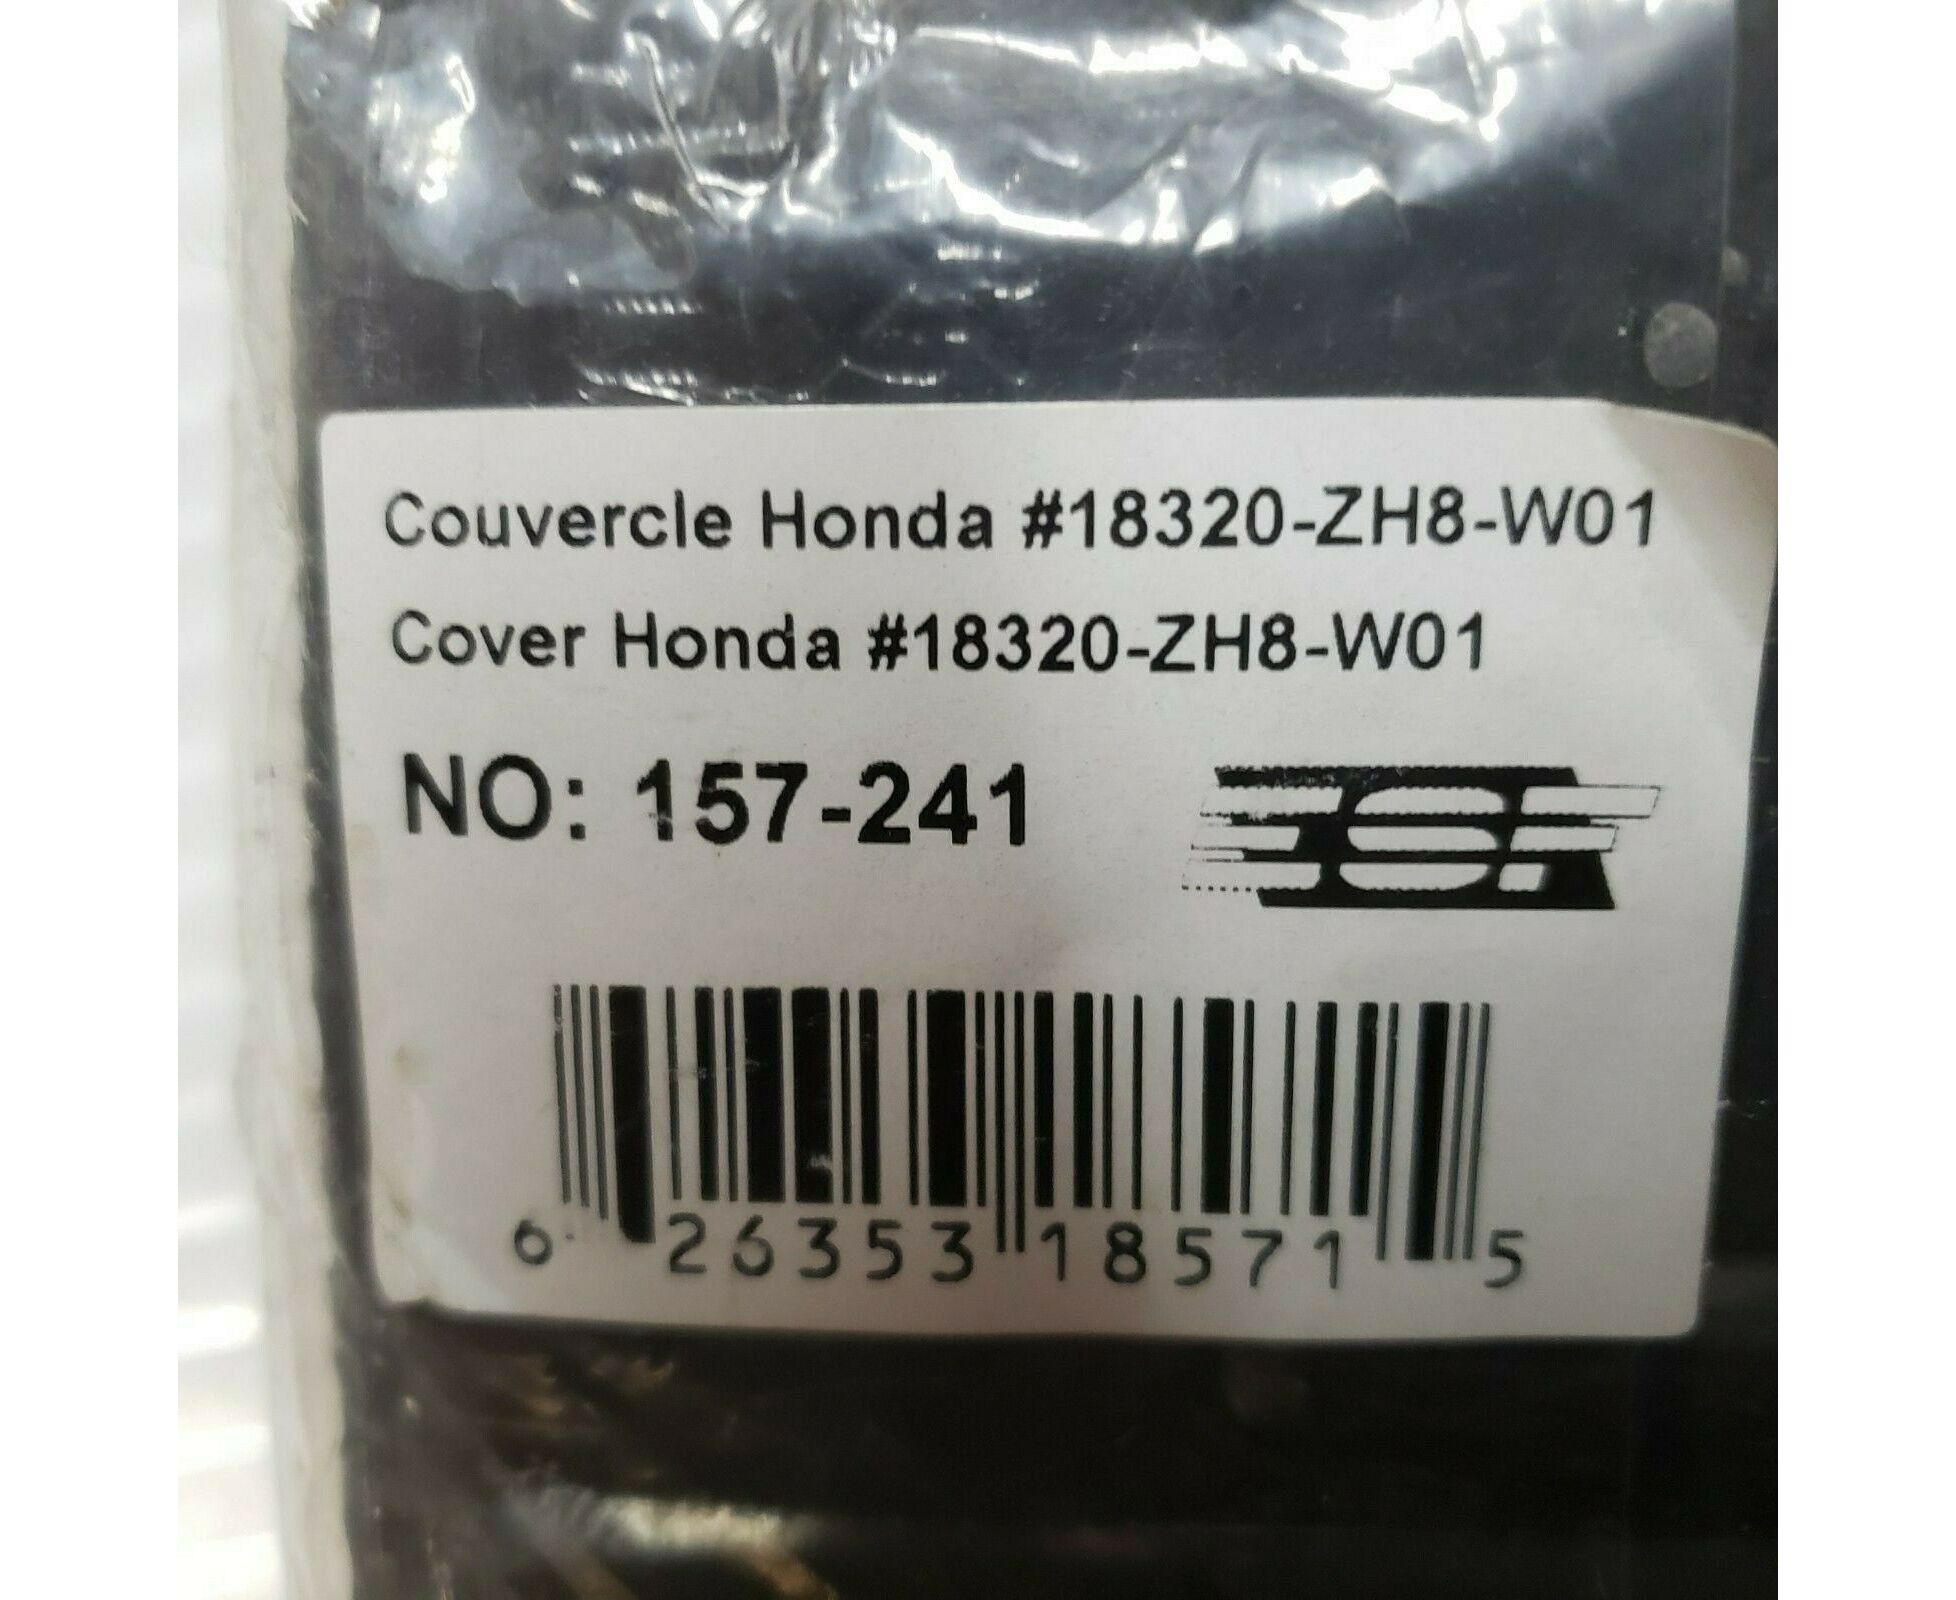 Couvercle Honda #18320-ZH8-W01
Cover Honda #18320-ZH8-W01
NO: 157-241
6 26353 18571 5